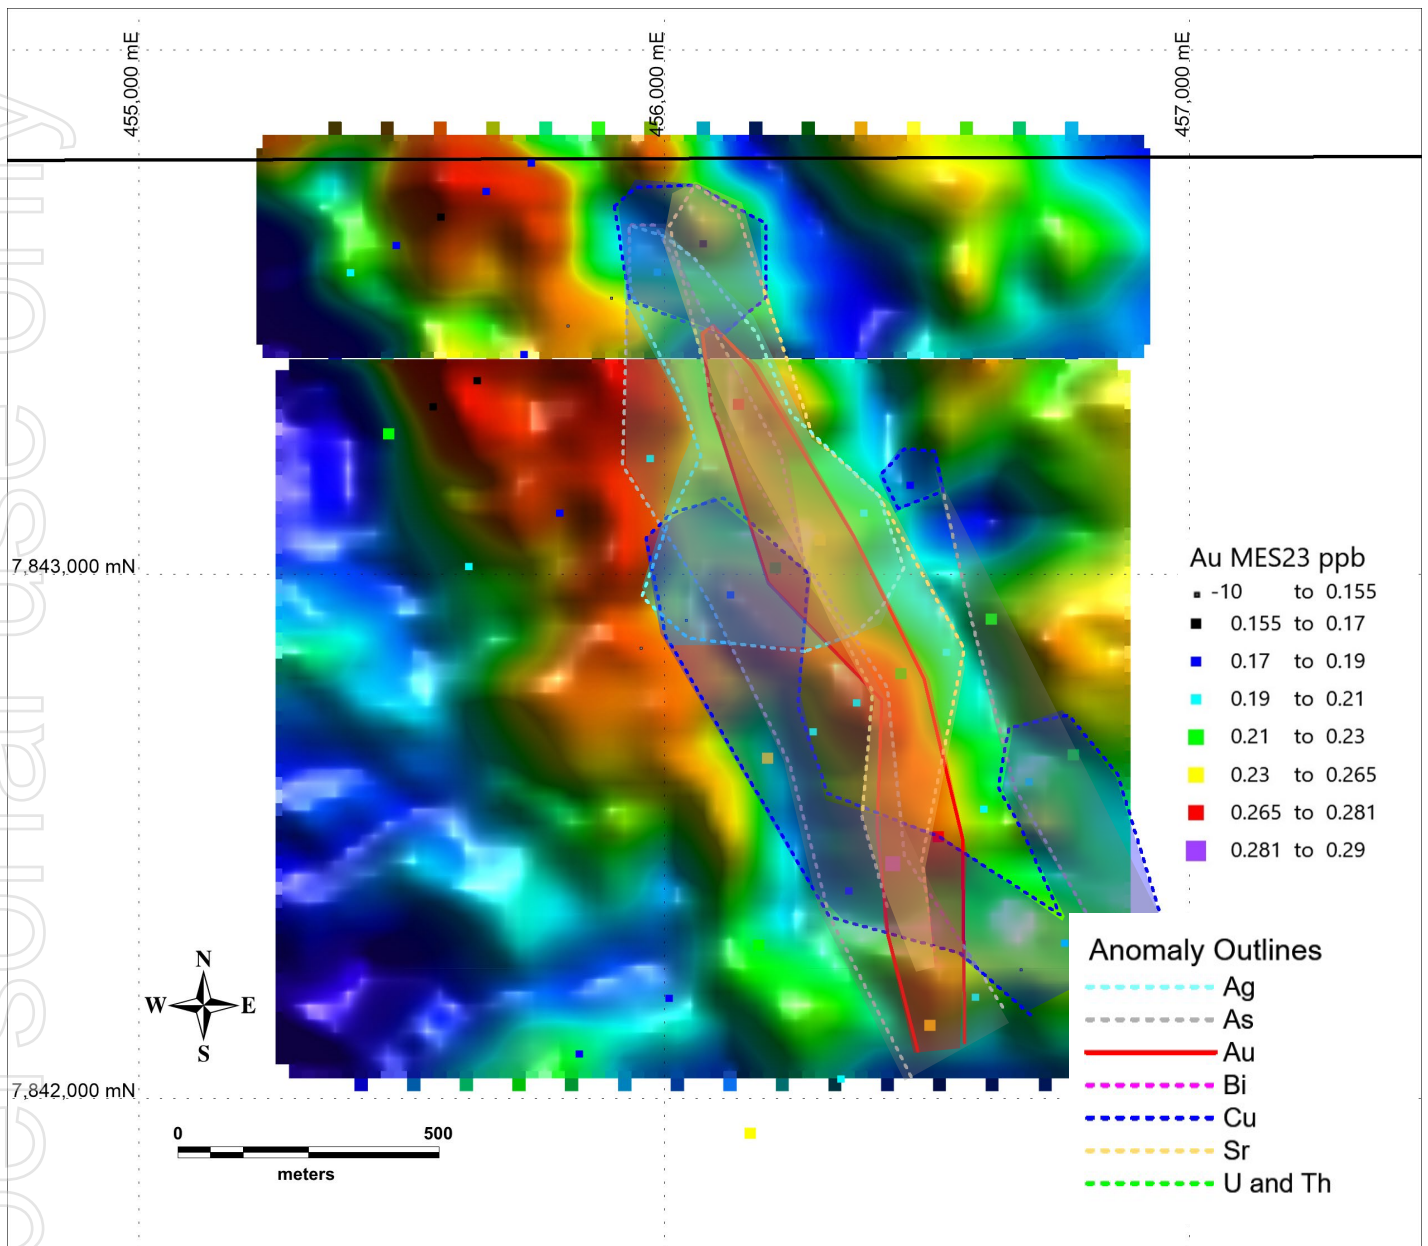 455,000 mE
456,000 mE
457,000 mE
7,843,000 mN
7,842,000 mN
Au MES23 ppb
-10 to 0.155
0.155 to 0.17
0.17 to 0.19
0.19 to 0.21
0.21 to 0.23
0.23 to 0.265
0.265 to 0.281
0.281 to 0.29
Anomaly Outlines
Ag
As
Au
Bi
Cu
Sr
U and Th
N
W E
S
0 500
meters